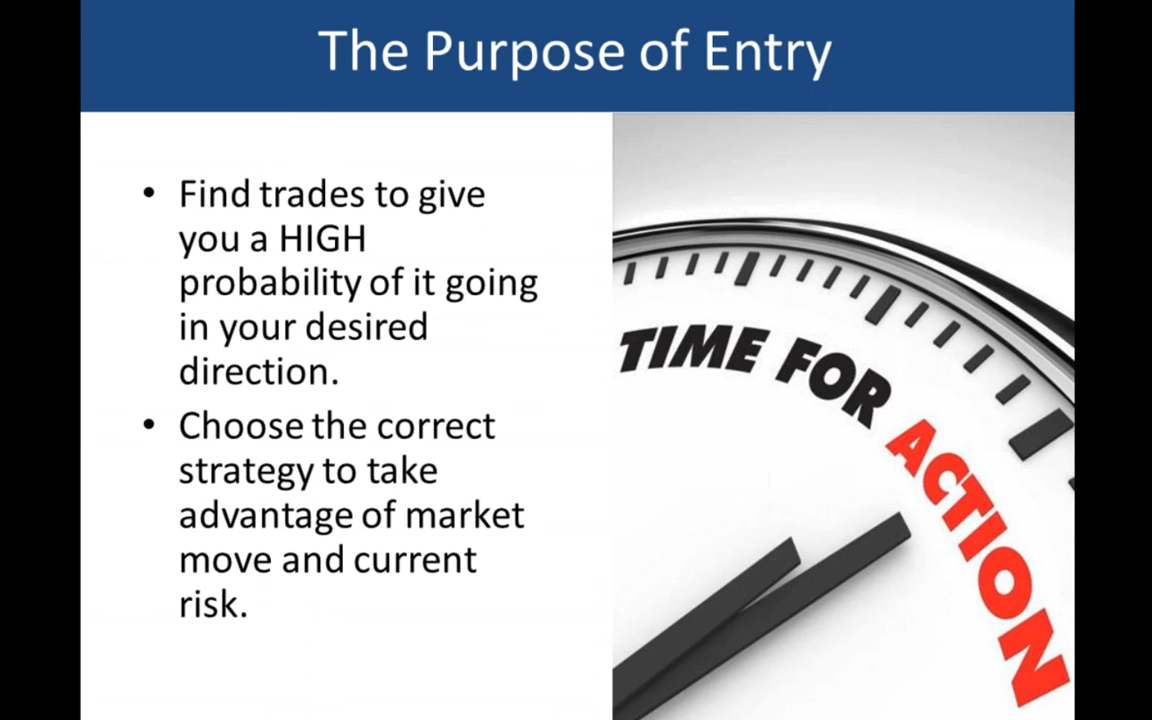 The Purpose of Entry
• Find trades to give
you a HIGH
probability of it going
in your desired
direction.
• Choose the correct
strategy to take
advantage of market
move and current
risk.
TIME FOR ACTION